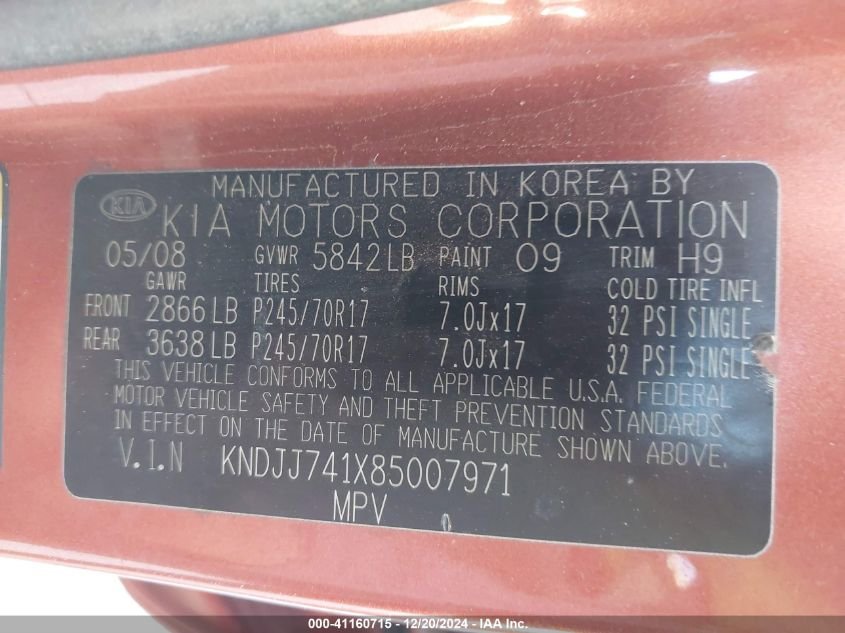 MANUFACTURED IN KOREA BY
KIA KIA MOTORS CORPORATION
05/08 GVWR 5842LB PAINT O9 TRIM H9
GAWR TIRES RIMS COLD TIRE INFL
FRONT 2866LB P245/70R17 7.0Jx17 32 PSI SINGLE
REAR 3638LB P245/70R17 7.0Jx17 32 PSI SINGLE
THIS VEHICLE CONFORMS TO ALL APPLICABLE U.S.A. FEDERAL
MOTOR VEHICLE SAFETY AND THEFT PREVENTION STANDARDS
IN EFFECT ON THE DATE OF MANUFACTURE SHOWN ABOVE.
V.I.N KNDJJ741X85007971
MPV
000-41160715 - 12/20/2024 - IAA Inc.